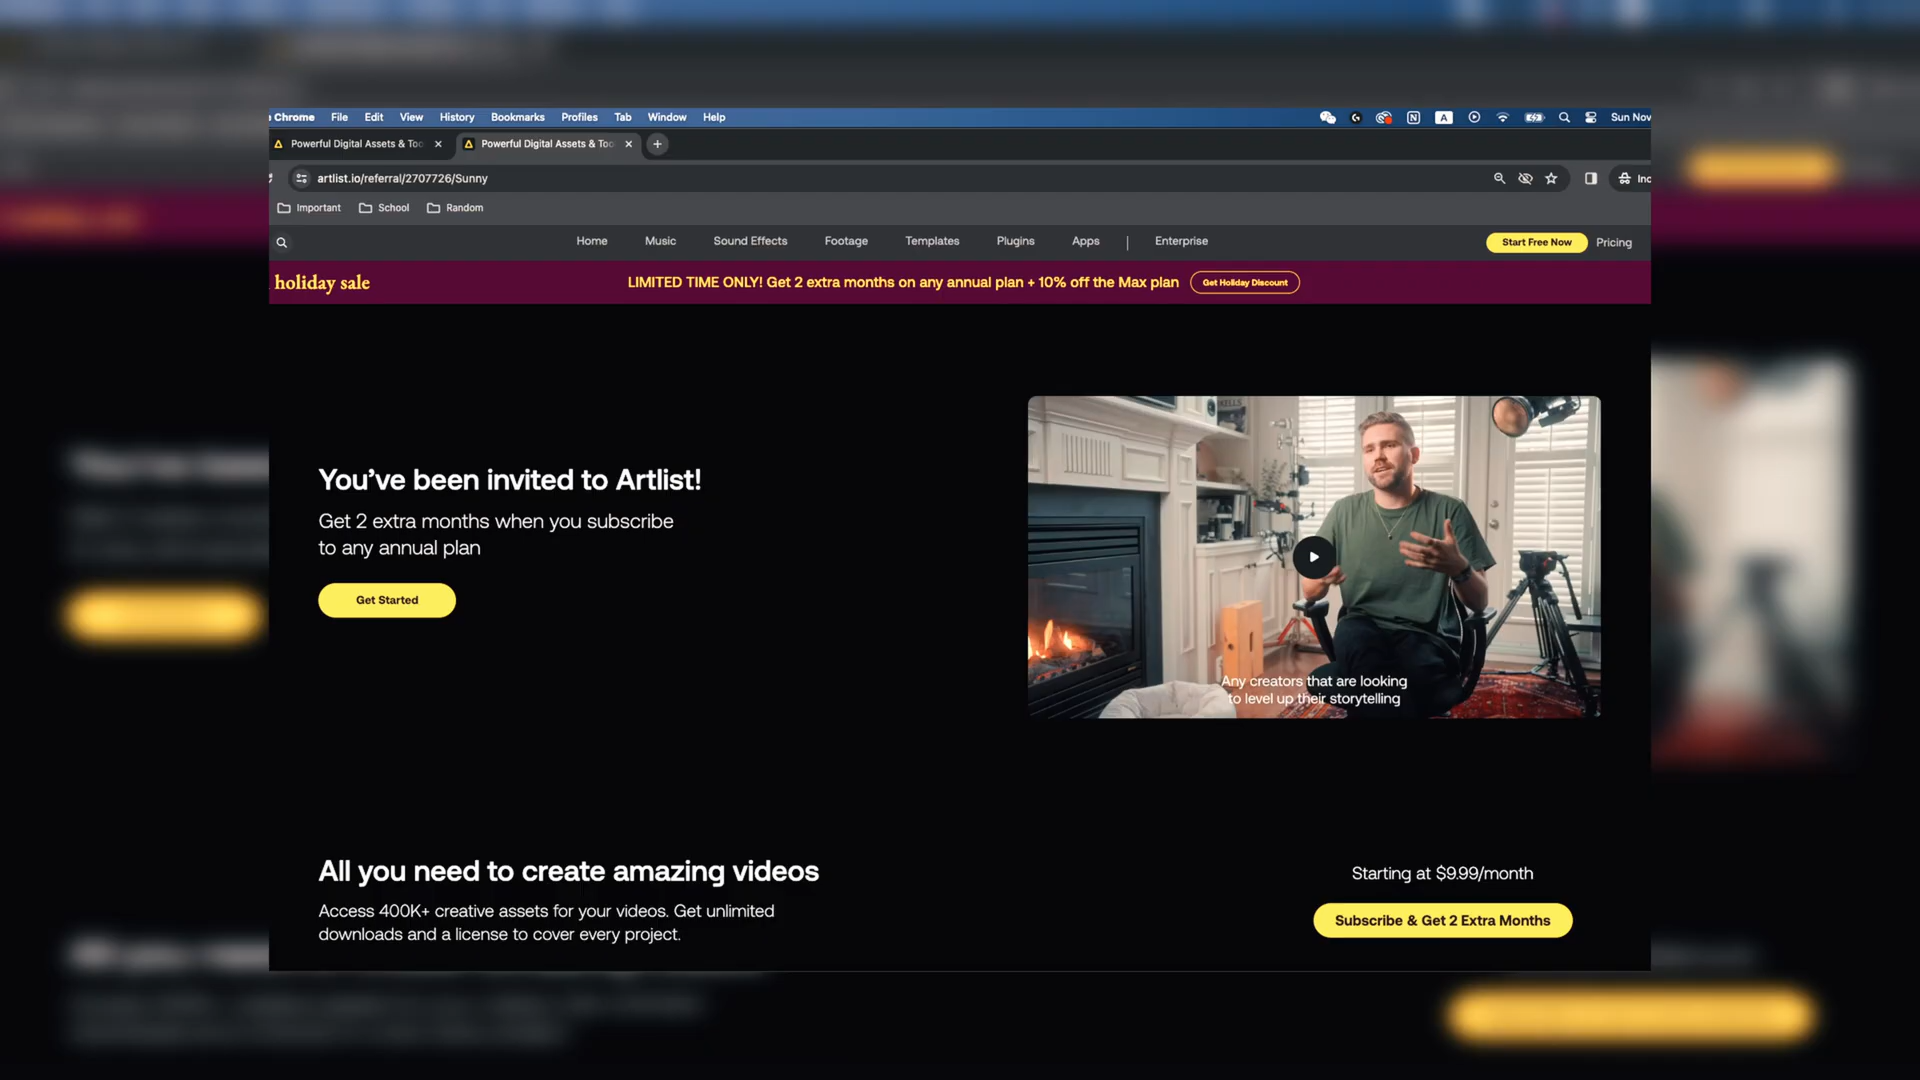 Chrome File Edit View History Bookmarks Profiles Tab Window Help Sun Nov
Powerful Digital Assets & Too Powerful Digital Assets & Too
artlist.io/referral/2707726/Sunny
Important School Random
Home Music Sound Effects Footage Templates Plugins Apps | Enterprise Start Free Now Pricing
holiday sale LIMITED TIME ONLY! Get 2 extra months on any annual plan + 10% off the Max plan Get Holiday Discount
You've been invited to Artlist!
Get 2 extra months when you subscribe
to any annual plan
Get Started
Any creators that are looking
to level up their storytelling
All you need to create amazing videos
Access 400K+ creative assets for your videos. Get unlimited
downloads and a license to cover every project.
Starting at $9.99/month
Subscribe & Get 2 Extra Months